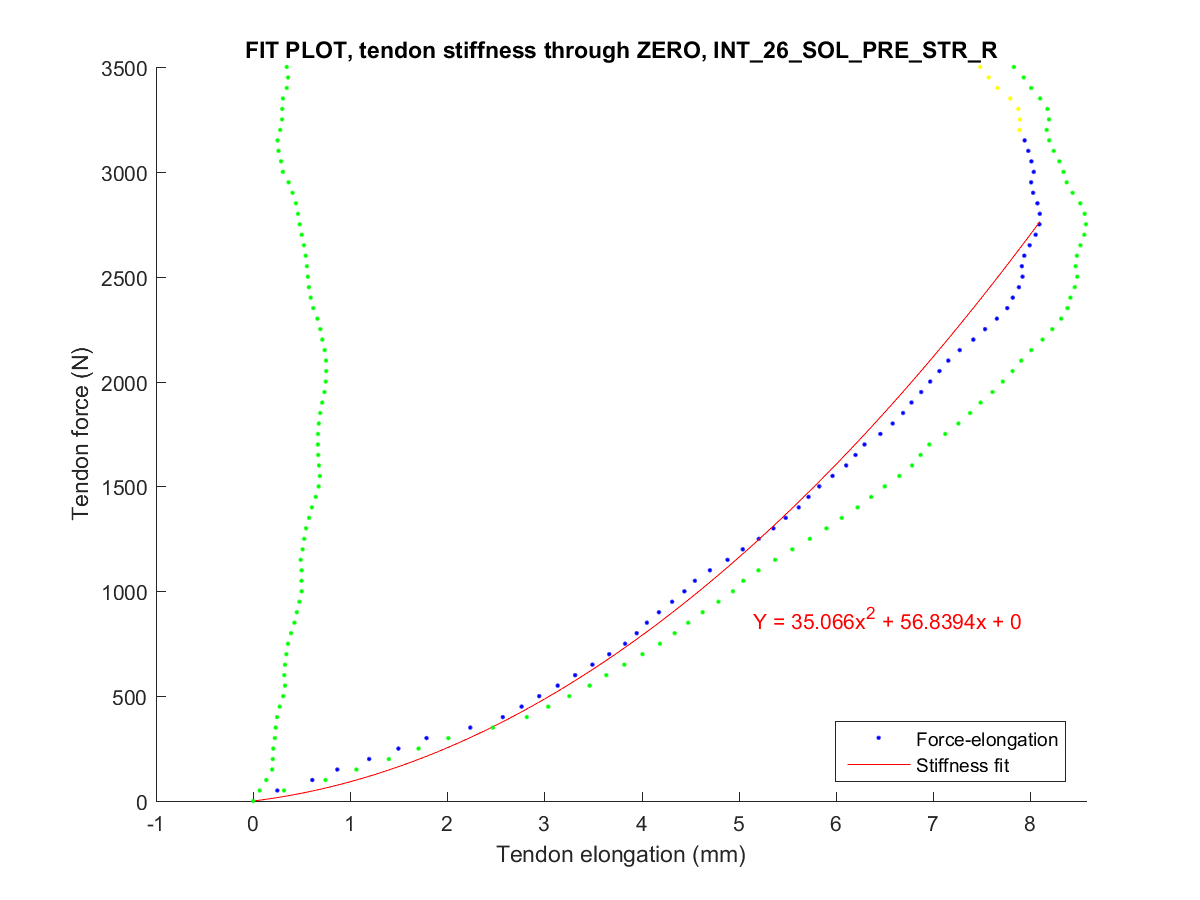 FIT PLOT, tendon stiffness through ZERO, INT_26_SOL_PRE_STR_R
3500
3000
2500
2000
1500
1000
500
0
Tendon force (N)
Y = 35.066x² + 56.8394x + 0
Force-elongation
Stiffness fit
-1 0 1 2 3 4 5 6 7 8
Tendon elongation (mm)